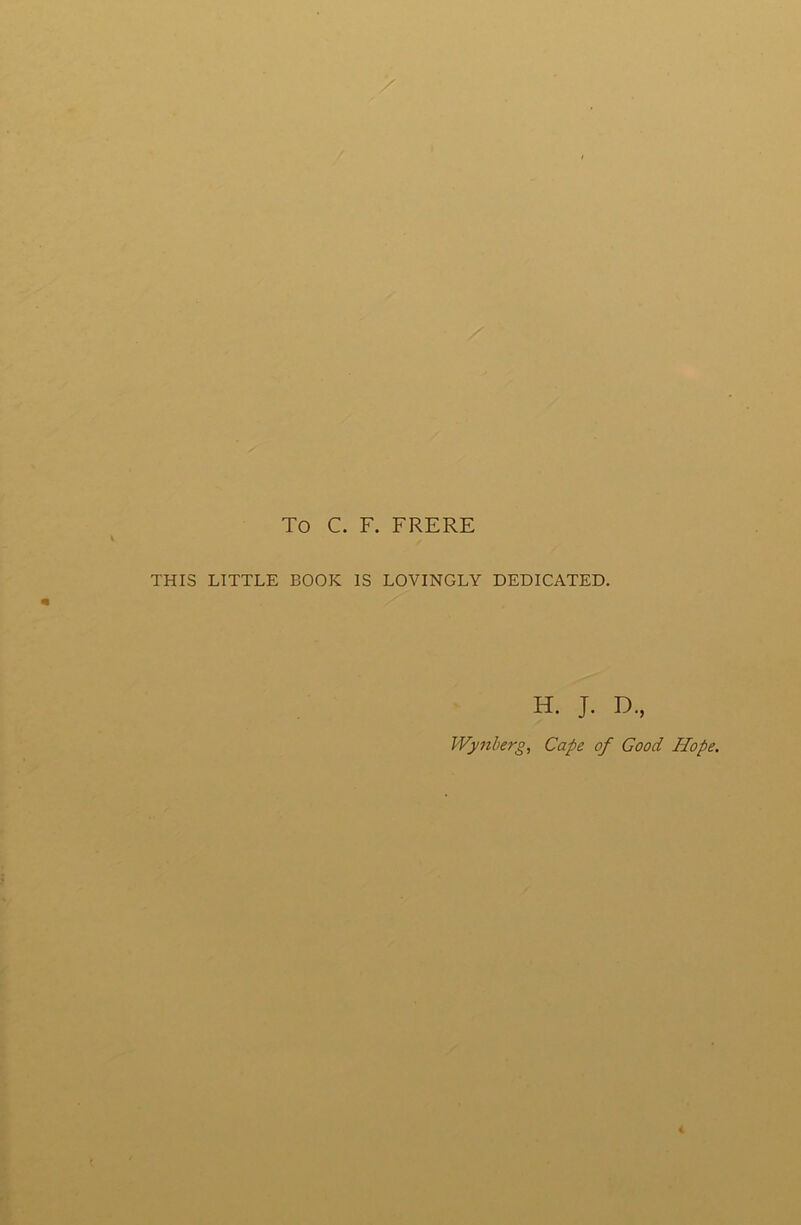 To C. F. FRERE
THIS LITTLE BOOK IS LOVINGLY DEDICATED.
H. J. D.,
Wynberg, Cape of Good Hope.